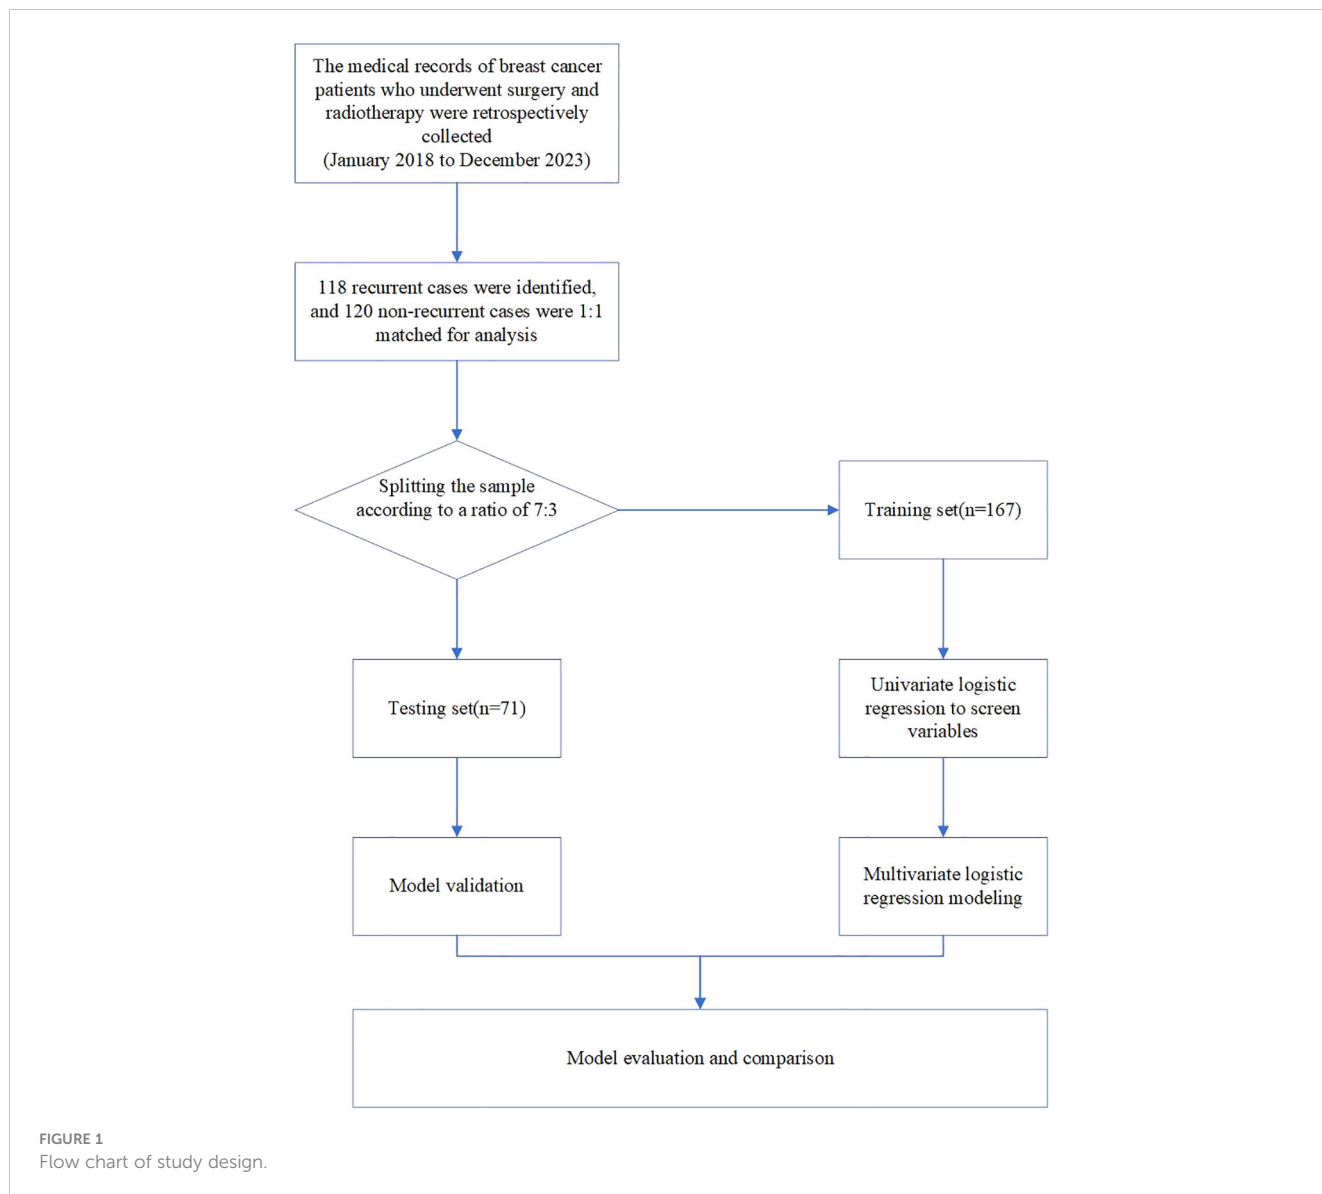 The medical records of breast cancer
patients who underwent surgery and
radiotherapy were retrospectively
collected
(January 2018 to December 2023)
118 recurrent cases were identified,
and 120 non-recurrent cases were 1:1
matched for analysis
Splitting the sample
according to a ratio of 7:3
Training set(n=167)
Testing set(n=71)
Univariate logistic
regression to screen
variables
Model validation
Multivariate logistic
regression modeling
Model evaluation and comparison
FIGURE 1
Flow chart of study design.